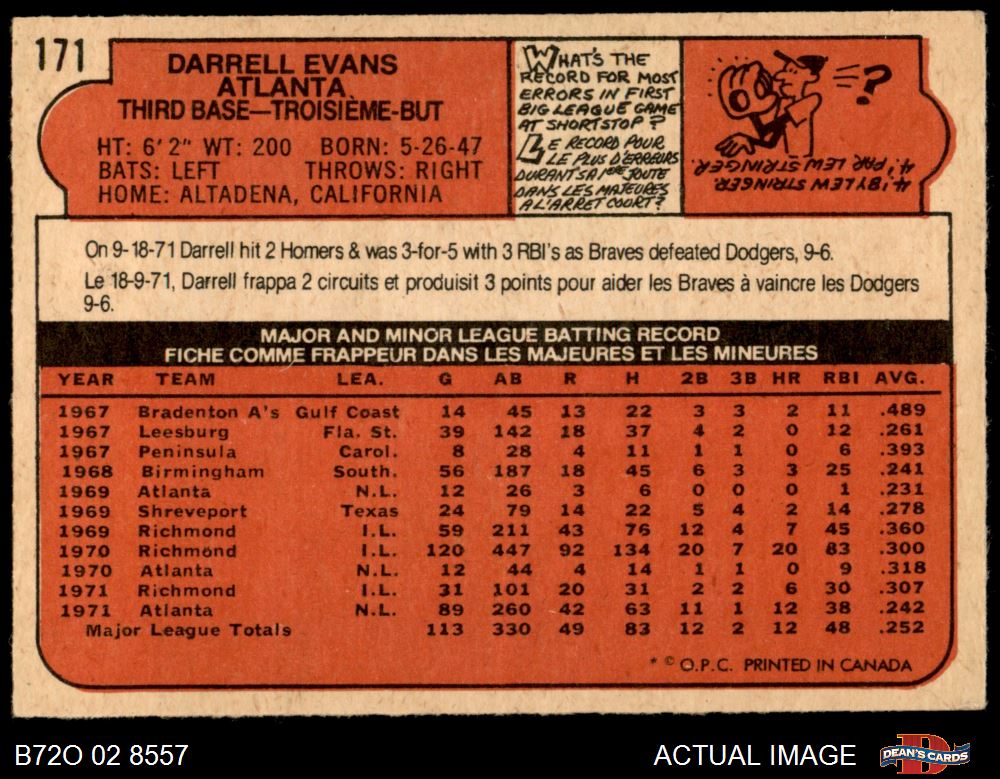 171
DARRELL EVANS
ATLANTA
THIRD BASE—TROISIÈME-BUT
HT: 6'2" WT: 200 BORN: 5-26-47
BATS: LEFT THROWS: RIGHT
HOME: ALTADENA, CALIFORNIA
WHAT'S THE
RECORD FOR MOST
ERRORS IN FIRST
BIG LEAGUE GAME
AT SHORTSTOP?
LE RECORD POUR
LE PLUS D'ERREURS
DURANT SA 1ERE JOUTE
DANS LES MAJEURES
A L'ARRET COURT?
?
4' BY LEW STRINGER.
4' PAR LEW STRINGER.
On 9-18-71 Darrell hit 2 Homers & was 3-for-5 with 3 RBI's as Braves defeated Dodgers, 9-6.
Le 18-9-71, Darrell frappa 2 circuits et produisit 3 points pour aider les Braves à vaincre les Dodgers
9-6.
MAJOR AND MINOR LEAGUE BATTING RECORD
FICHE COMME FRAPPEUR DANS LES MAJEURES ET LES MINEURES
YEAR TEAM LEA. G AB R H 2B 3B HR RBI AVG.
1967 Bradenton A's Gulf Coast 14 45 13 22 3 3 2 11 .489
1967 Leesburg Fla. St. 39 142 18 37 4 2 0 12 .261
1967 Peninsula Carol. 8 28 4 11 1 1 0 6 .393
1968 Birmingham South. 56 187 18 45 6 3 3 25 .241
1969 Atlanta N.L. 12 26 3 6 0 0 0 1 .231
1969 Shreveport Texas 24 79 14 22 5 4 2 14 .278
1969 Richmond I.L. 59 211 43 76 12 4 7 45 .360
1970 Richmond I.L. 120 447 92 134 20 7 20 83 .300
1970 Atlanta N.L. 12 44 4 14 1 1 0 9 .318
1971 Richmond I.L. 31 101 20 31 2 2 6 30 .307
1971 Atlanta N.L. 89 260 42 63 11 1 12 38 .242
Major League Totals 113 330 49 83 12 2 12 48 .252
* © O.P.C. PRINTED IN CANADA
B72O 02 8557 ACTUAL IMAGE
D
DEAN'S CARDS